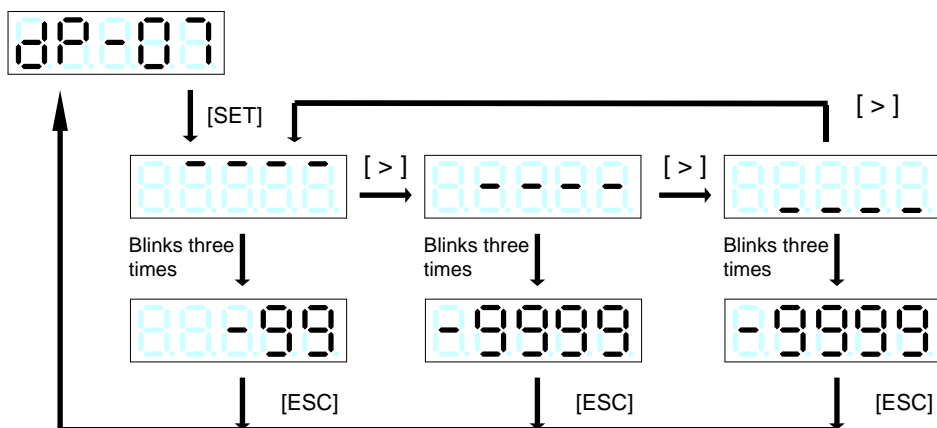 dP-07
[SET]
[ > ]
- - - -
[ > ]
- - - -
[ > ]
_ _ _ _
Blinks three
times
Blinks three
times
Blinks three
times
-99
-9999
-9999
[ESC]
[ESC]
[ESC]